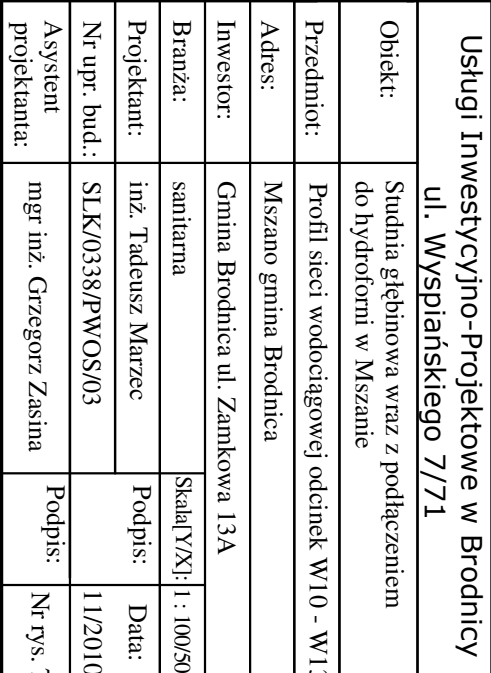 Usługi Inwestycyjno-Projektowe w Brodnicy
ul. Wyspiańskiego 7/71
Obiekt: Studnia głębinowa wraz z podłączeniem
do hydroforni w Mszanie
Przedmiot: Profil sieci wodociągowej odcinek W10 -
Adres: Mszano gmina Brodnica
Inwestor: Gmina Brodnica ul. Zamkowa 13A
Branża: sanitarna Skala[Y/X]: 1 : 100/50
Projektant: inż. Tadeusz Marzec Podpis: Data:
Nr upr. bud.: SLK/0338/PWOS/03 11/2010
Asystent
projektanta: mgr inż. Grzegorz Zasina Podpis: Nr rys.